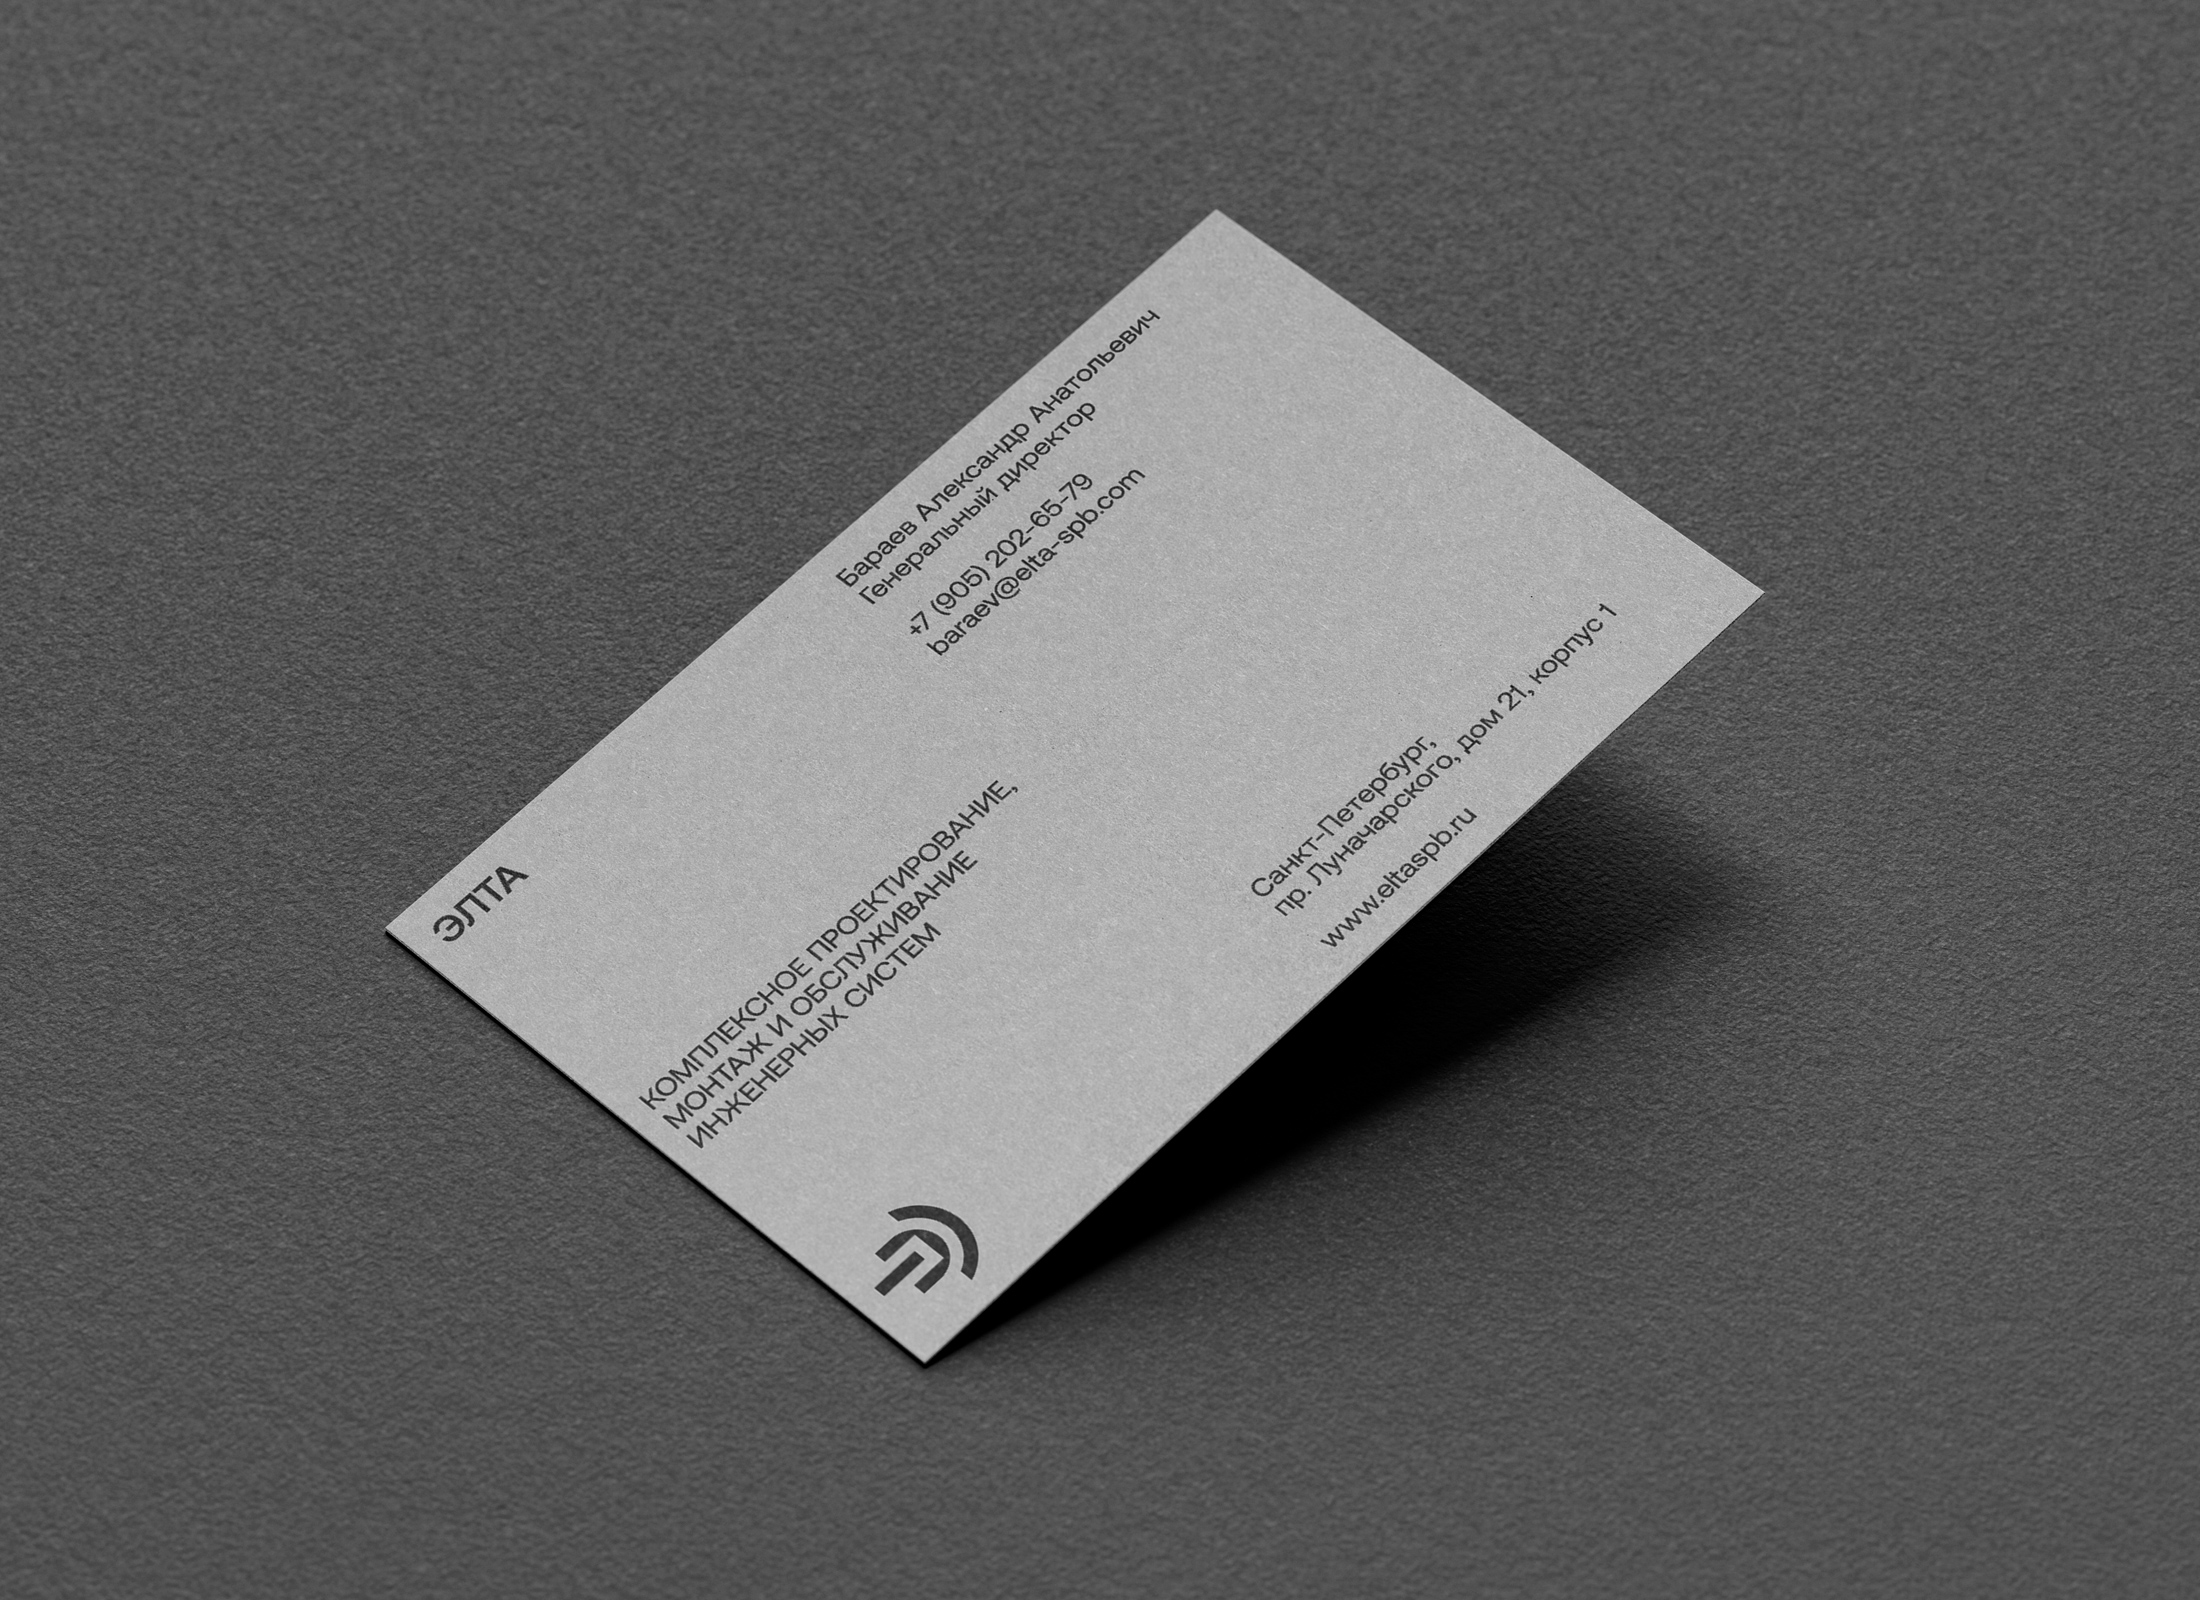 ЭЛТА
Бараев Александр Анатольевич
Генеральный директор
+7 (905) 202-65-79
baraev@elta-spb.com
КОМПЛЕКСНОЕ ПРОЕКТИРОВАНИЕ,
МОНТАЖ И ОБСЛУЖИВАНИЕ
ИНЖЕНЕРНЫХ СИСТЕМ
Санкт-Петербург,
пр. Луначарского, дом 21, корпус 1
www.eltaspb.ru